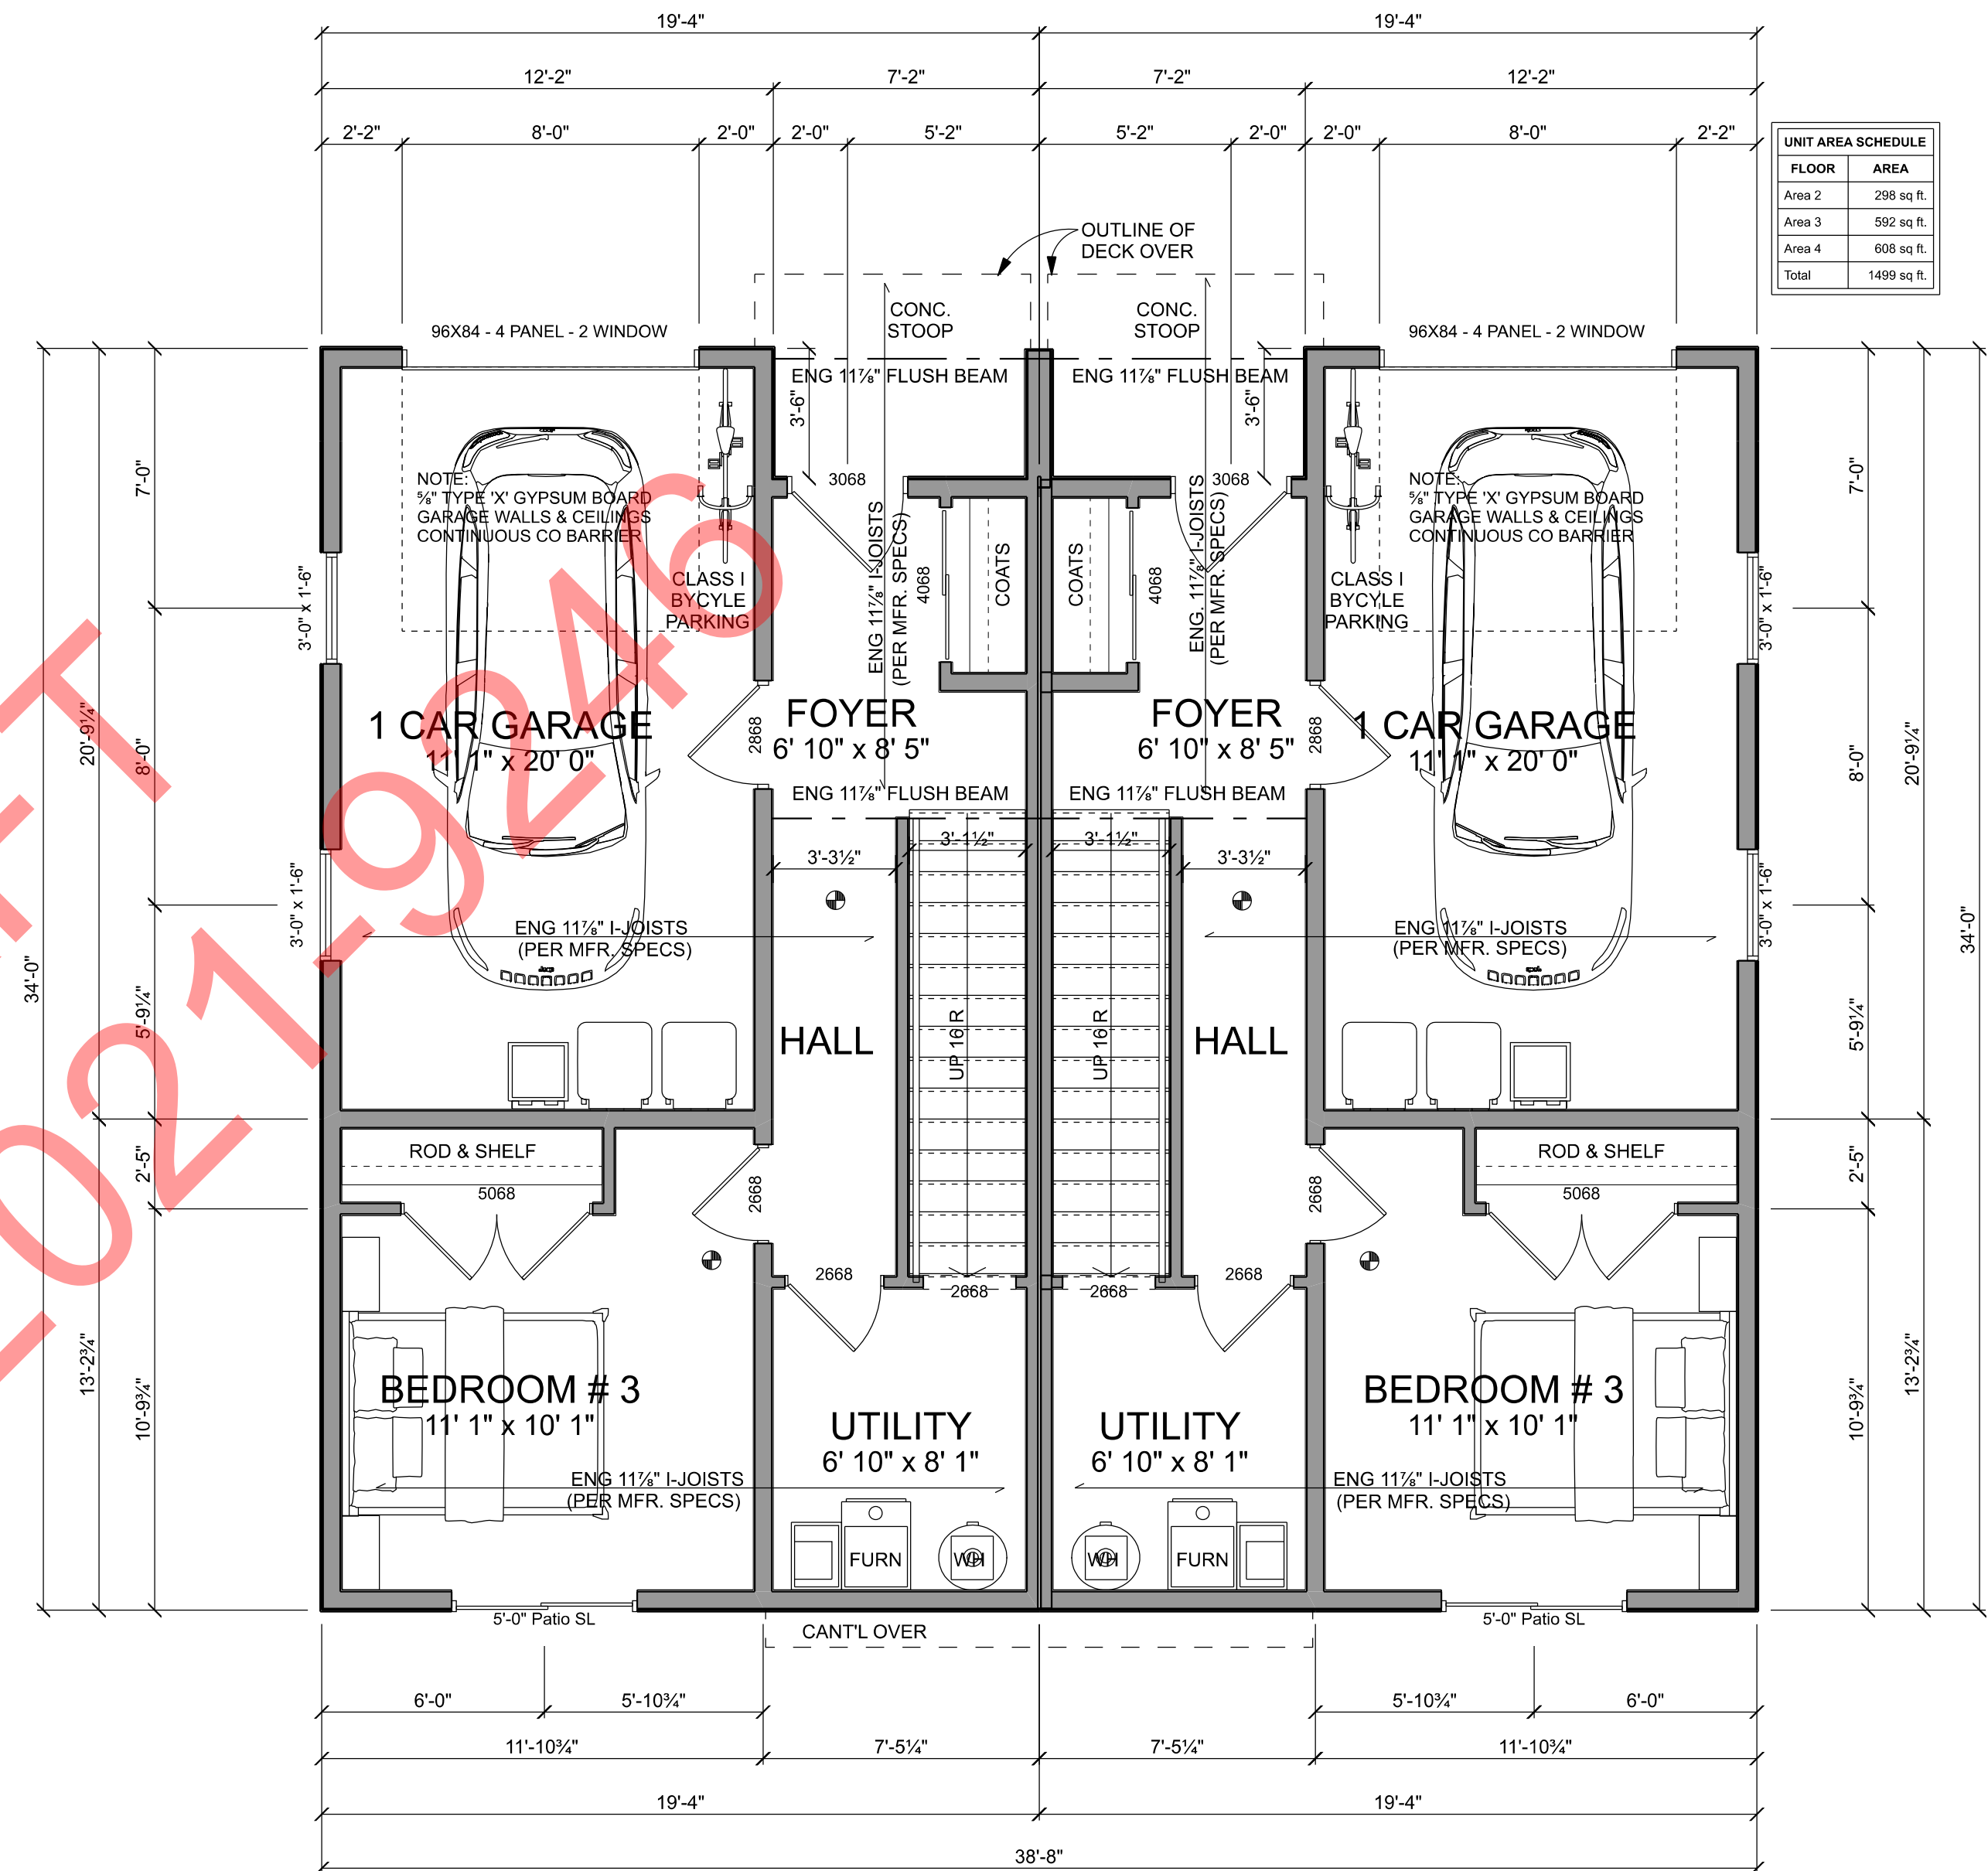 19'-4" 19'-4"
12'-2" 7'-2" 7'-2" 12'-2"
2'-2" 8'-0" 2'-0" 2'-0" 5'-2" 5'-2" 2'-0" 2'-0" 8'-0" 2'-2"
UNIT AREA SCHEDULE
FLOOR AREA
Area 2 298 sq ft.
Area 3 592 sq ft.
Area 4 608 sq ft.
Total 1499 sq ft.
OUTLINE OF
DECK OVER
CONC.
STOOP
CONC.
STOOP
96X84 - 4 PANEL - 2 WINDOW
96X84 - 4 PANEL - 2 WINDOW
ENG 11⅞" FLUSH BEAM
ENG 11⅞" FLUSH BEAM
3'-6"
3'-6"
3068
3068
NOTE:
⅝" TYPE 'X' GYPSUM BOARD
GARAGE WALLS & CEILINGS
CONTINUOUS CO BARRIER
NOTE:
⅝" TYPE 'X' GYPSUM BOARD
GARAGE WALLS & CEILINGS
CONTINUOUS CO BARRIER
7'-0"
7'-0"
CLASS I
BYCYLE
PARKING
CLASS I
BYCYLE
PARKING
ENG 11⅞" I-JOISTS
(PER MFR. SPECS)
ENG. 11⅞" I-JOISTS
(PER MFR. SPECS)
4068
COATS
COATS
4068
3'-0" x 1'-6"
3'-0" x 1'-6"
1 CAR GARAGE
11' 1" x 20' 0"
FOYER
6' 10" x 8' 5"
FOYER
6' 10" x 8' 5"
1 CAR GARAGE
11' 1" x 20' 0"
2868
2868
20'-9¼"
8'-0"
8'-0"
20'-9¼"
ENG 11⅞" FLUSH BEAM
ENG 11⅞" FLUSH BEAM
3'-1½" 3'-1½"
3'-3½" 3'-3½"
3'-0" x 1'-6"
3'-0" x 1'-6"
ENG 11⅞" I-JOISTS
(PER MFR. SPECS)
ENG 11⅞" I-JOISTS
(PER MFR. SPECS)
34'-0"
34'-0"
5'-9¼"
5'-9¼"
HALL
UP 16 R
UP 16 R
HALL
ROD & SHELF
ROD & SHELF
2'-5"
2'-5"
5068
5068
2668
2668
2668
2668
2668
2668
13'-2¾"
10'-9¾"
10'-9¾"
13'-2¾"
BEDROOM # 3
11' 1" x 10' 1"
BEDROOM # 3
11' 1" x 10' 1"
UTILITY
6' 10" x 8' 1"
UTILITY
6' 10" x 8' 1"
ENG 11⅞" I-JOISTS
(PER MFR. SPECS)
ENG 11⅞" I-JOISTS
(PER MFR. SPECS)
FURN WH
WH FURN
5'-0" Patio SL
5'-0" Patio SL
CANT'L OVER
6'-0" 5'-10¾" 5'-10¾" 6'-0"
11'-10¾" 7'-5¼" 7'-5¼" 11'-10¾"
19'-4" 19'-4"
38'-8"
021-9246